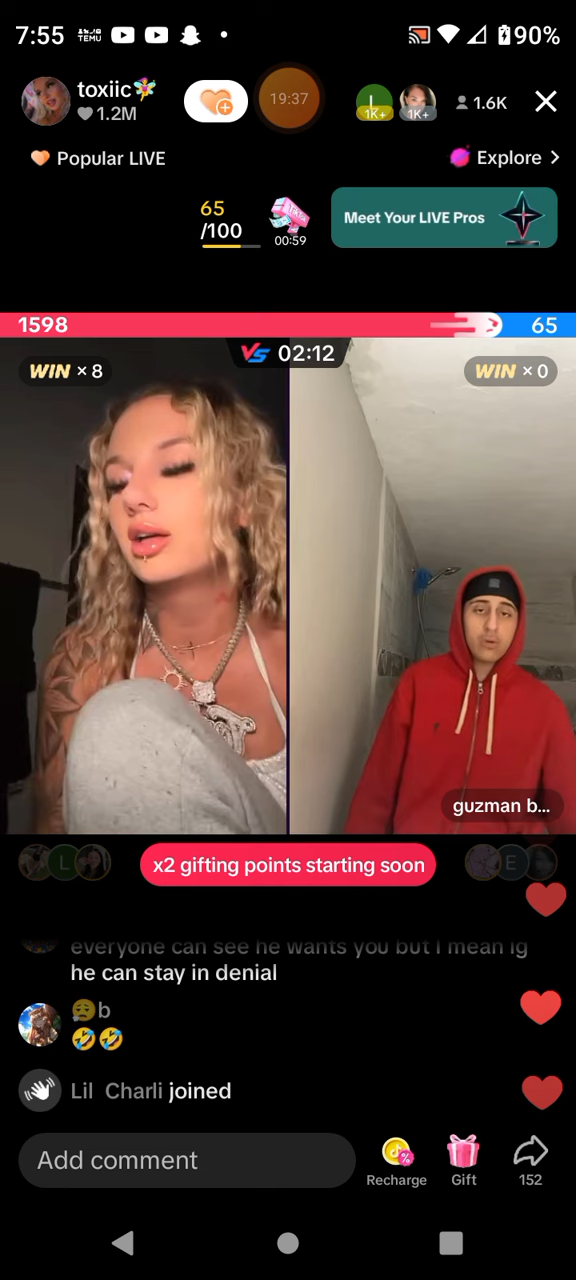 7:55
TEMU
90%
toxiic🧚
1.2M
19:37
L
1K+
1K+
1.6K
Popular LIVE
Explore >
65
/100
00:59
Meet Your LIVE Pros
1598
65
VS 02:12
WIN × 8
WIN × 0
guzman b...
L
x2 gifting points starting soon
E
everyone can see he wants you but I mean ig
he can stay in denial
😮‍💨b
🤣🤣
Lil Charli joined
Add comment
Recharge
Gift
152